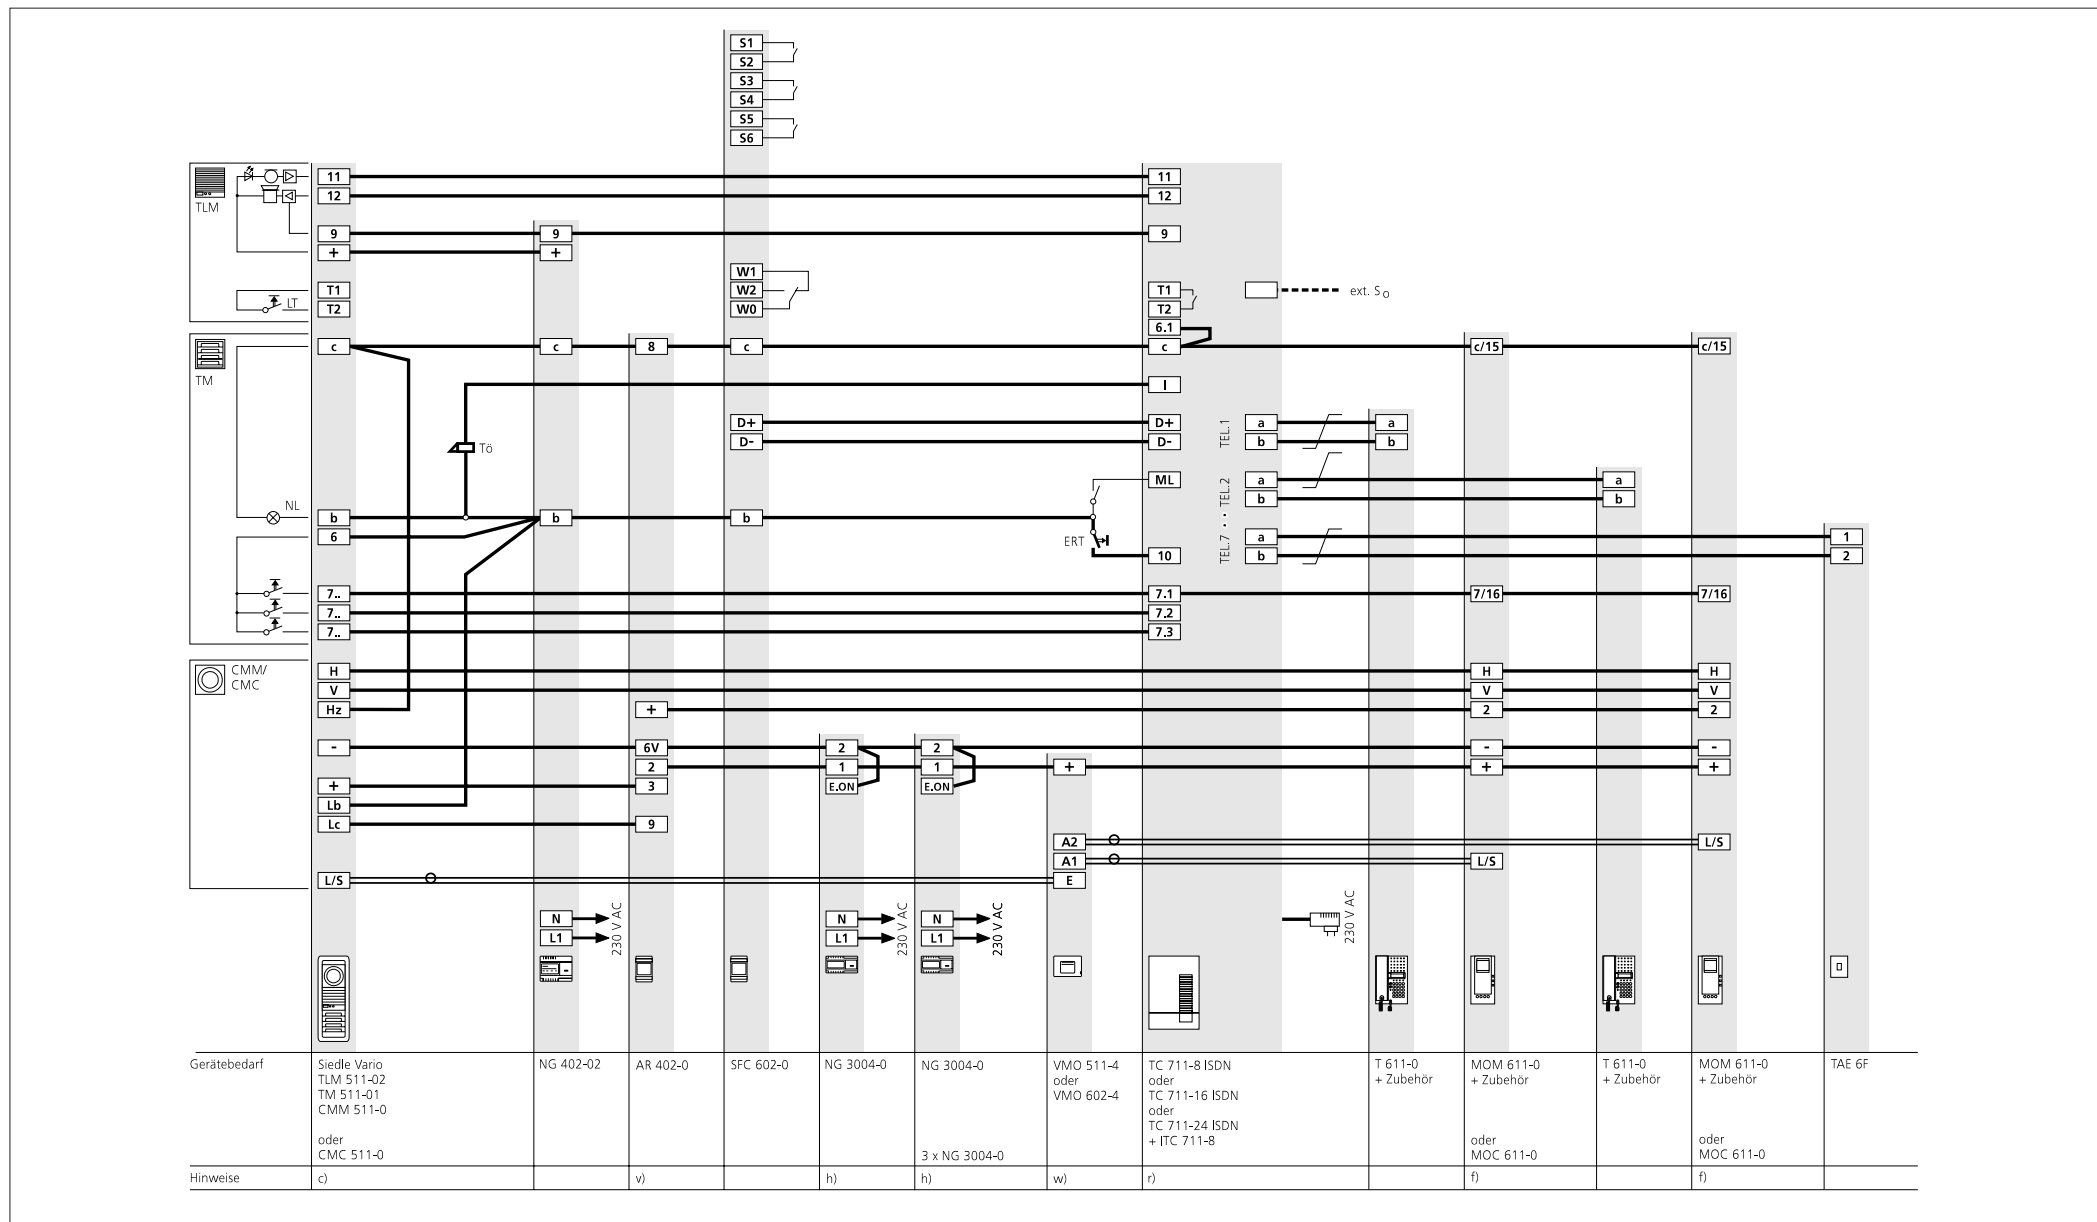 S1
S2
S3
S4
S5
S6
TLM
11
12
11
12
9
9
9
+
+
W1
W2
W0
LT
T1
T2
T1
T2
6.1
ext. S0
TM
c
c
8
c
c
c/15
c/15
I
Tö
D+
D-
D+
D-
TEL.1
a
b
a
b
NL
b
6
b
b
ML
ERT
10
TEL.7 . . TEL.2
a
b
a
b
a
b
1
2
7..
7..
7..
7.1
7.2
7.3
7/16
7/16
CMM/
CMC
H
V
Hz
H
V
2
H
V
2
+
-
6V
2
2
-
-
2
1
1
+
+
+
+
3
E.ON
E.ON
Lb
Lc
9
A2
L/S
A1
L/S
L/S
E
N
L1
230 V AC
N
L1
230 V AC
N
L1
230 V AC
230 V AC
Gerätebedarf
Siedle Vario
TLM 511-02
TM 511-01
CMM 511-0
oder
CMC 511-0
NG 402-02
AR 402-0
SFC 602-0
NG 3004-0
NG 3004-0
3 x NG 3004-0
VMO 511-4
oder
VMO 602-4
TC 711-8 ISDN
oder
TC 711-16 ISDN
oder
TC 711-24 ISDN
+ ITC 711-8
T 611-0
+ Zubehör
MOM 611-0
+ Zubehör
oder
MOC 611-0
T 611-0
+ Zubehör
MOM 611-0
+ Zubehör
oder
MOC 611-0
TAE 6F
Hinweise
c)
v)
h)
h)
w)
r)
f)
f)